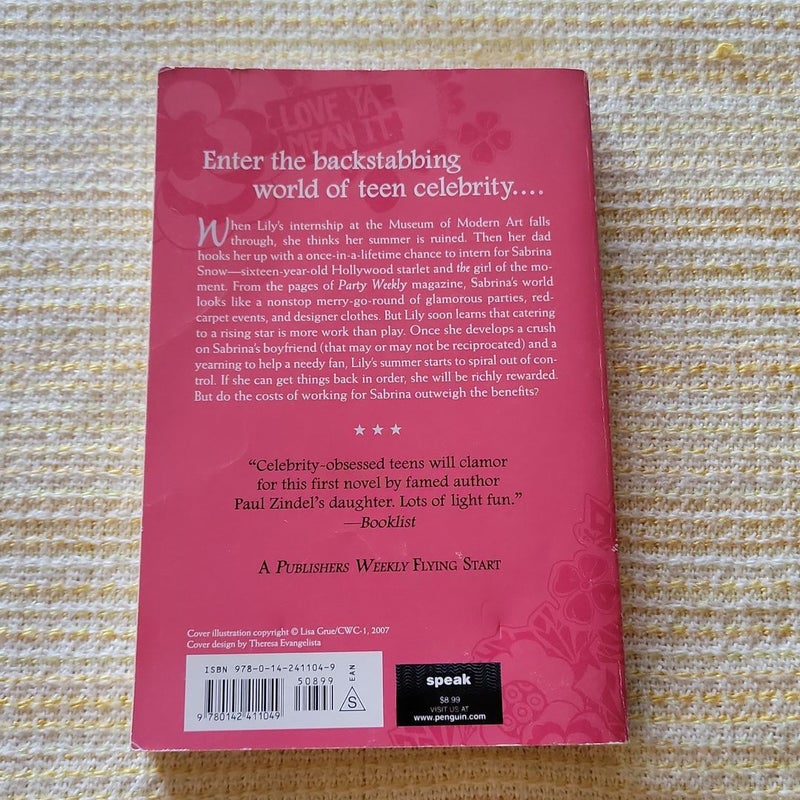 LOVE YA
MEAN IT
Enter the backstabbing
world of teen celebrity....
When Lily's internship at the Museum of Modern Art falls
through, she thinks her summer is ruined. Then her dad
hooks her up with a once-in-a-lifetime chance to intern for Sabrina
Snow—sixteen-year-old Hollywood starlet and the girl of the mo-
ment. From the pages of Party Weekly magazine, Sabrina's world
looks like a nonstop merry-go-round of glamorous parties, red-
carpet events, and designer clothes. But Lily soon learns that catering
to a rising star is more work than play. Once she develops a crush
on Sabrina's boyfriend (that may or may not be reciprocated) and a
yearning to help a needy fan, Lily's summer starts to spiral out of con-
trol. If she can get things back in order, she will be richly rewarded.
But do the costs of working for Sabrina outweigh the benefits?
★ ★ ★
“Celebrity-obsessed teens will clamor
for this first novel by famed author
Paul Zindel's daughter. Lots of light fun.”
—Booklist
A PUBLISHERS WEEKLY FLYING START
Cover illustration copyright © Lisa Grue/CWC-1, 2007
Cover design by Theresa Evangelista
ISBN 978-0-14-241104-9
50899
EAN
S
9 780142 411049
speak
$8.99
VISIT US AT
www.penguin.com